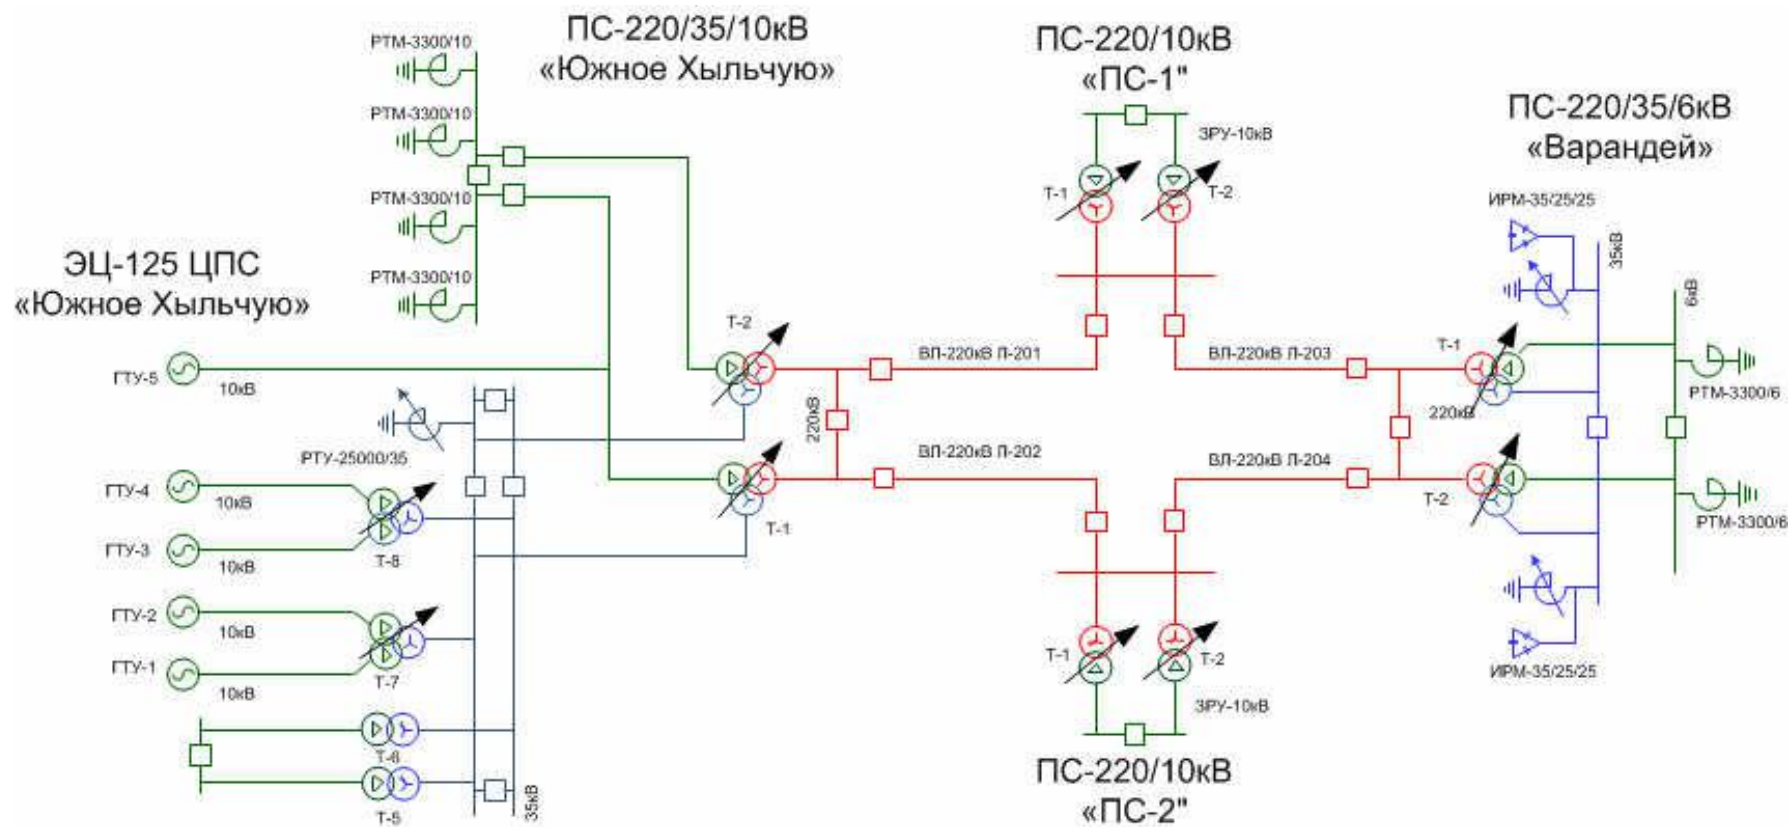 ПС-220/35/10кВ
«Южное Хыльчую»
ПС-220/10кВ
«ПС-1"
ПС-220/35/6кВ
«Варандей»
ЭЦ-125 ЦПС
«Южное Хыльчую»
РТМ-3300/10
РТМ-3300/10
РТМ-3300/10
РТМ-3300/10
ЗРУ-10кВ
Т-1
Т-2
ИРМ-35/25/25
35кВ
6кВ
Т-2
ВЛ-220кВ Л-201
ВЛ-220кВ Л-203
Т-1
ГТУ-5
10кВ
220кВ
220кВ
РТМ-3300/6
РТУ-25000/35
ВЛ-220кВ Л-202
ВЛ-220кВ Л-204
ГТУ-4
10кВ
Т-1
Т-2
РТМ-3300/6
ГТУ-3
10кВ
Т-8
ГТУ-2
10кВ
ГТУ-1
10кВ
Т-7
Т-1
Т-2
ИРМ-35/25/25
ЗРУ-10кВ
Т-6
Т-5
35кВ
ПС-220/10кВ
«ПС-2"